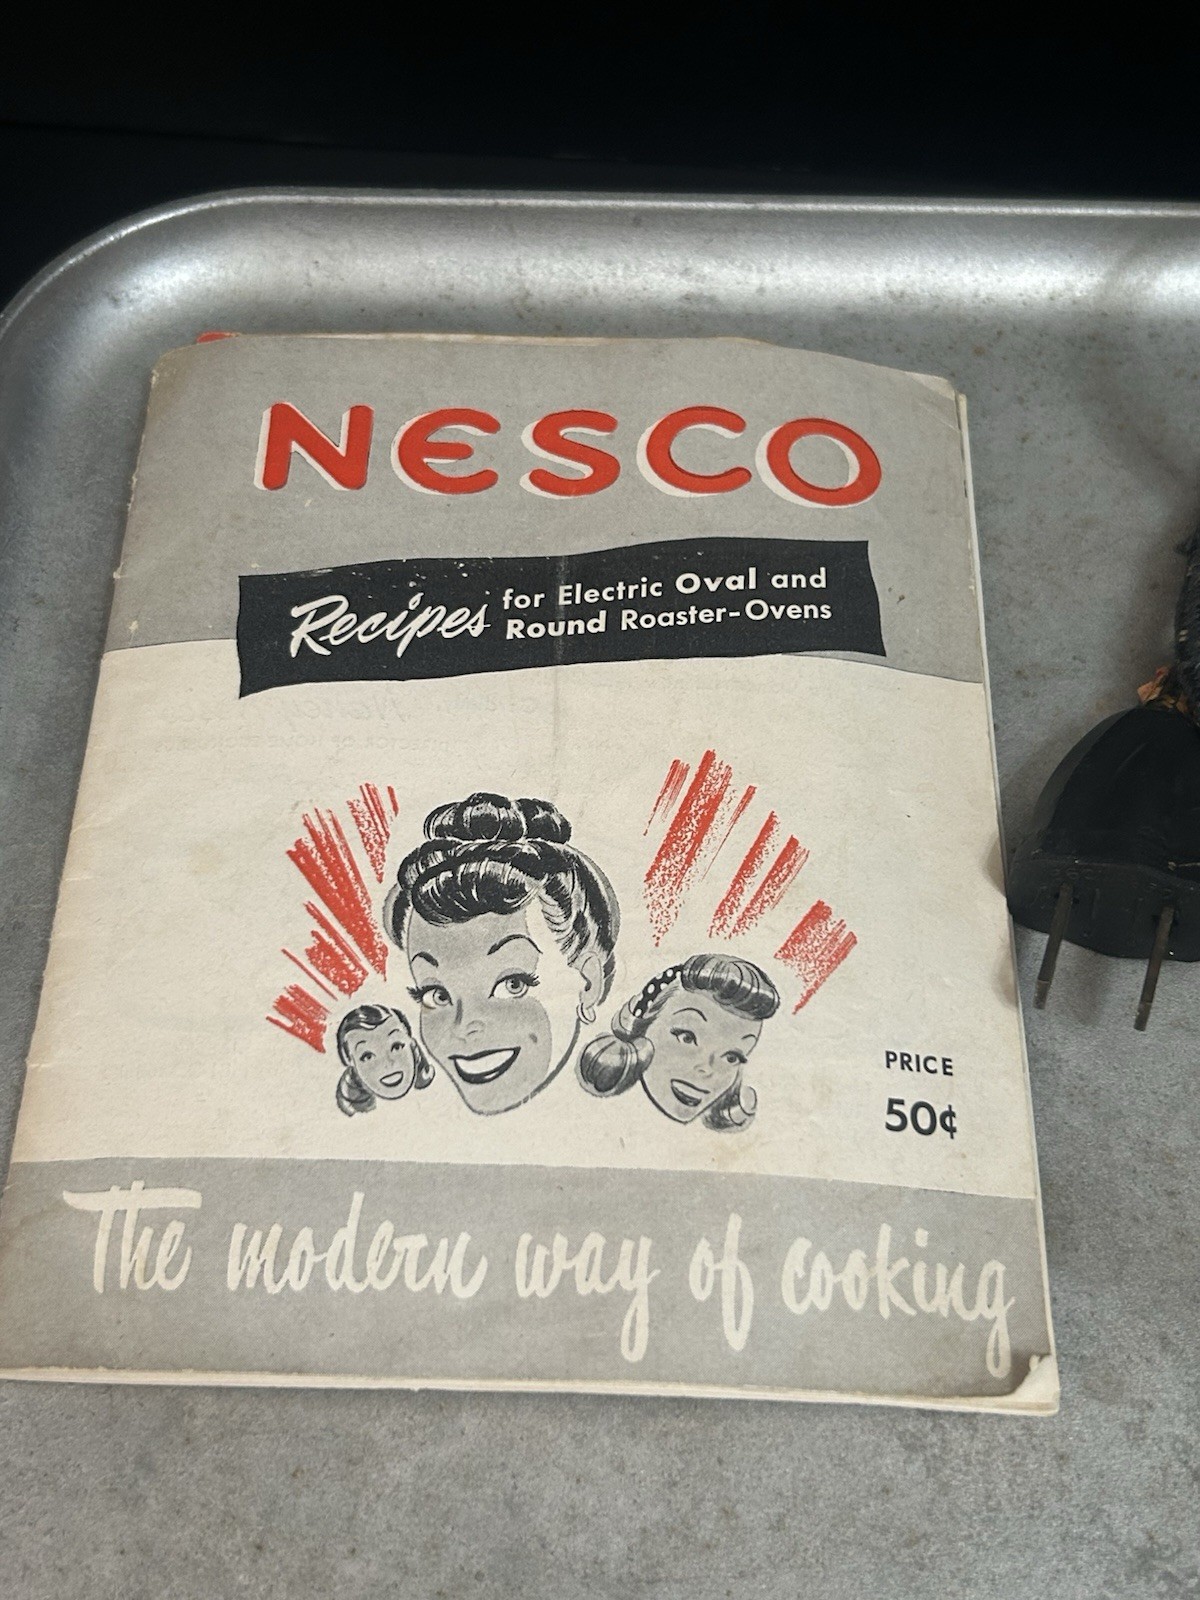 NESCO
Recipes for Electric Oval and
Round Roaster-Ovens
PRICE
50¢
The modern way of cooking